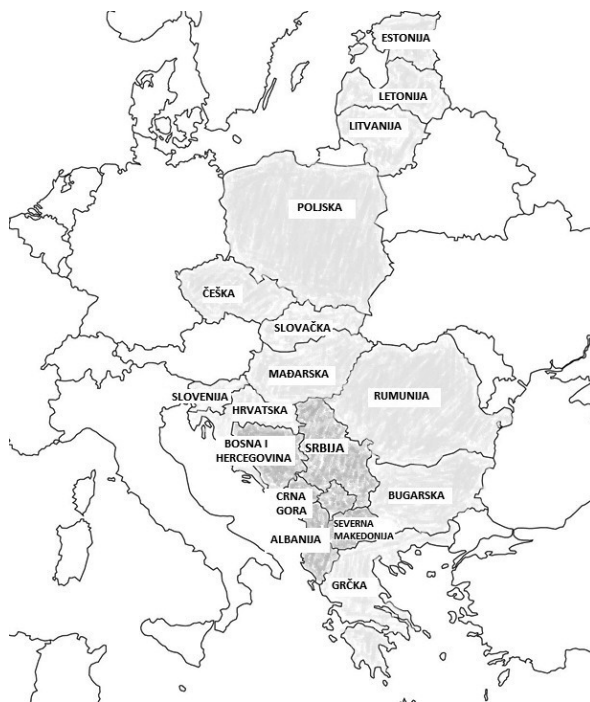 ESTONIJA
LETONIJA
LITVANIJA
POLJSKA
ČEŠKA
SLOVAČKA
MAĐARSKA
SLOVENIJA
RUMUNIJA
HRVATSKA
BOSNA I
HERCEGOVINA
SRBIJA
CRNA
GORA
BUGARSKA
SEVERNA
MAKEDONIJA
ALBANIJA
GRČKA